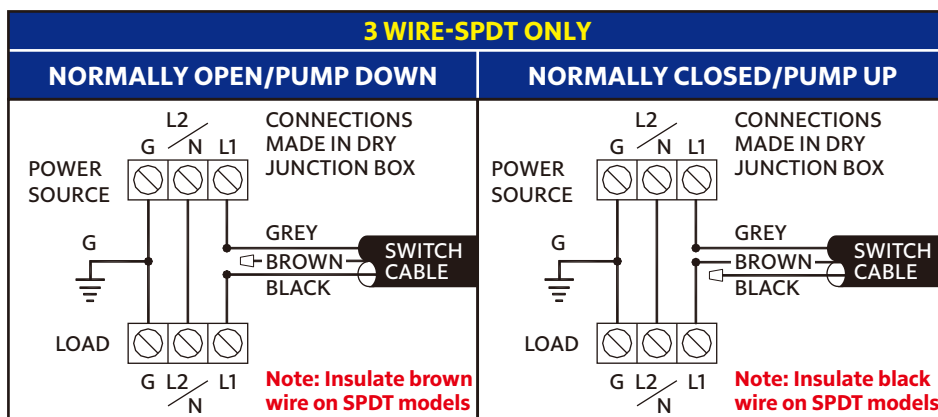 3 WIRE-SPDT ONLY
NORMALLY OPEN/PUMP DOWN
L2
G / N L1
CONNECTIONS
MADE IN DRY
JUNCTION BOX
POWER
SOURCE
G
GREY
BROWN
BLACK
SWITCH
CABLE
LOAD
G L2 / L1
N
Note: Insulate brown
wire on SPDT models
NORMALLY CLOSED/PUMP UP
L2
G / N L1
CONNECTIONS
MADE IN DRY
JUNCTION BOX
POWER
SOURCE
G
GREY
BROWN
BLACK
SWITCH
CABLE
LOAD
G L2 / L1
N
Note: Insulate black
wire on SPDT models